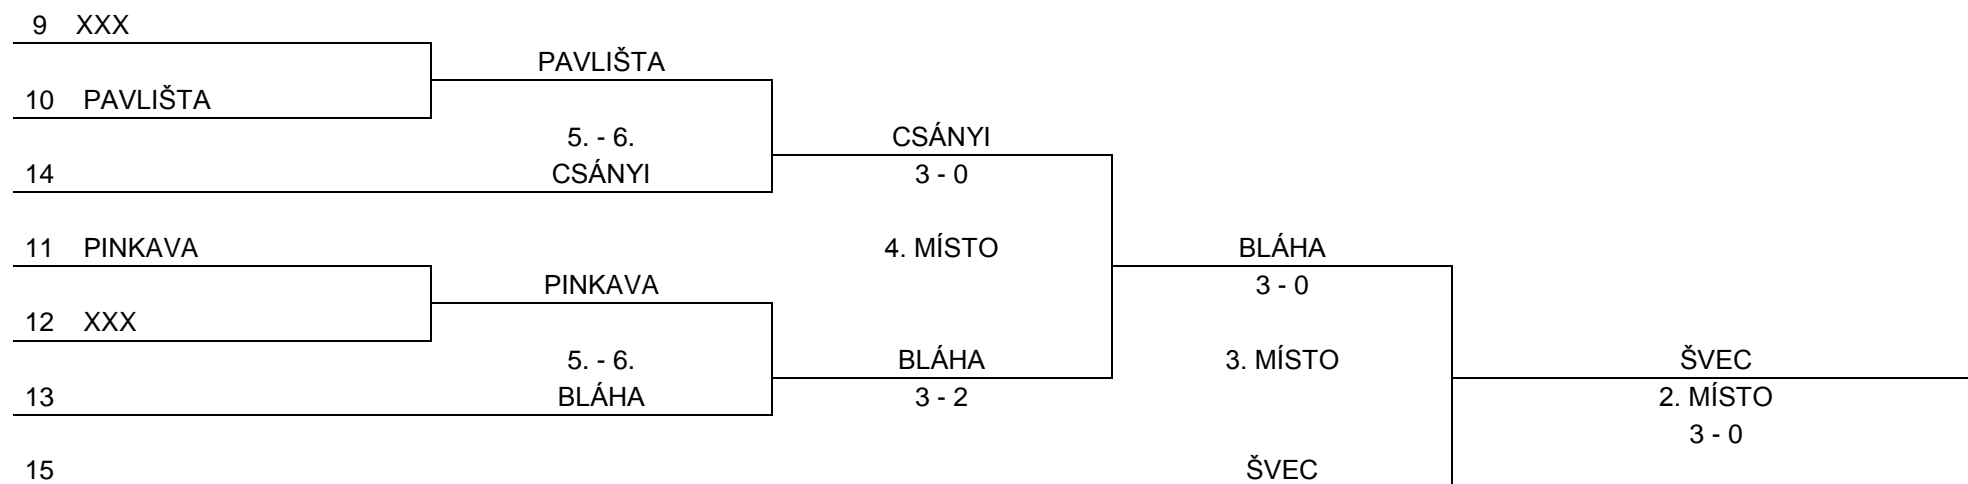 9 XXX
PAVLIŠTA
10 PAVLIŠTA
5. - 6. CSÁNYI
14 CSÁNYI 3 - 0
11 PINKAVA 4. MÍSTO BLÁHA
PINKAVA 3 - 0
12 XXX
5. - 6. BLÁHA 3. MÍSTO ŠVEC
13 BLÁHA 3 - 2 2. MÍSTO
3 - 0
15 ŠVEC